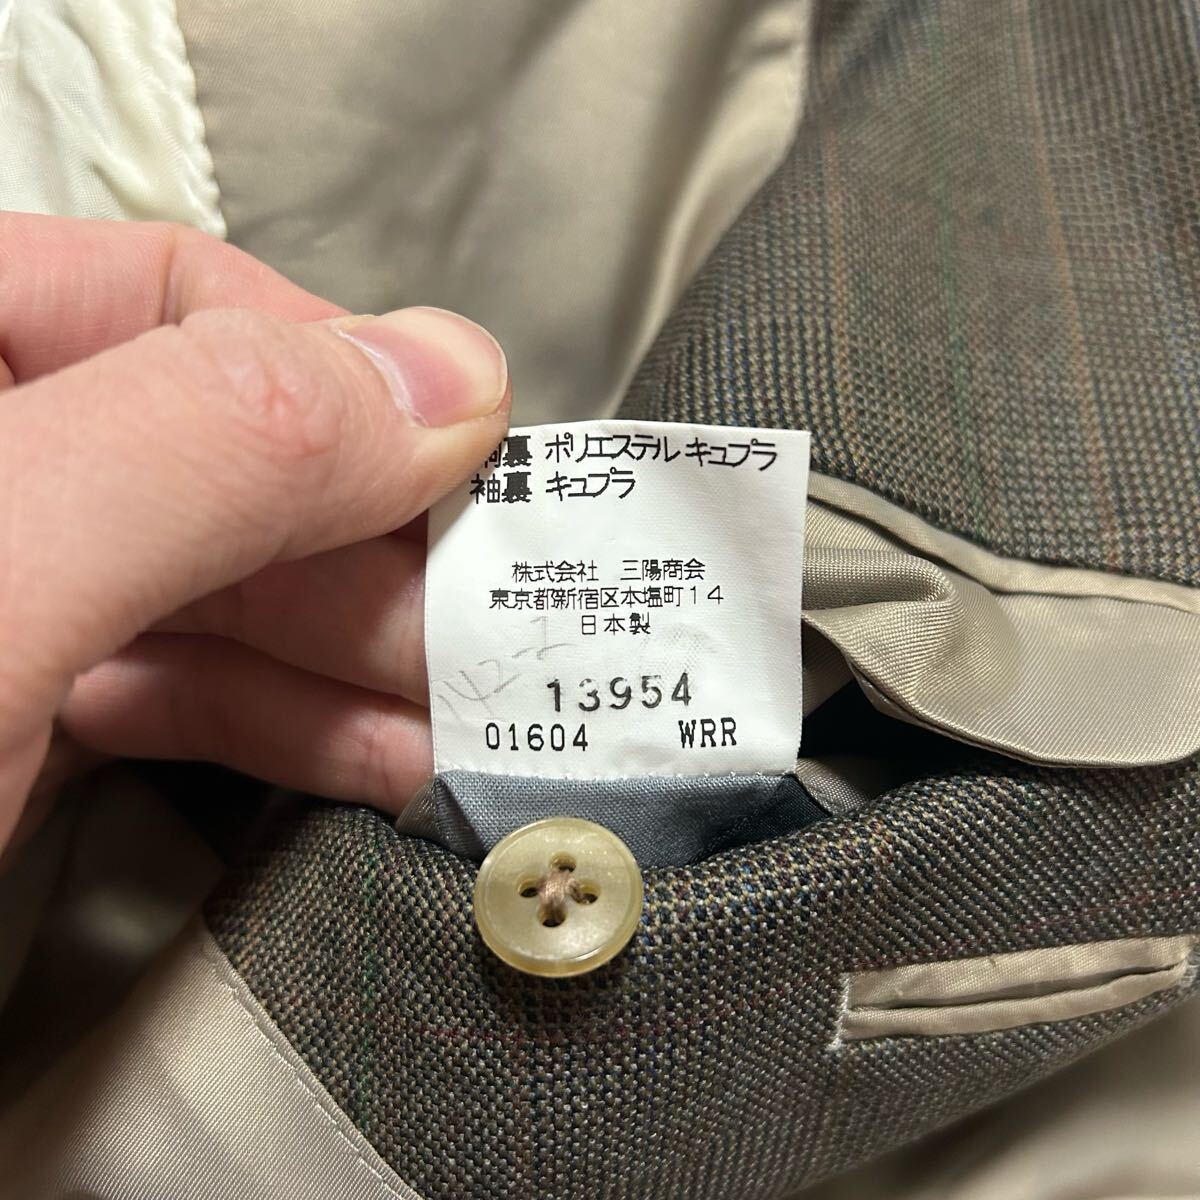 胴裏 ポリエステル キュプラ
袖裏 キュプラ
株式会社 三陽商会
東京都新宿区本塩町14
日本製
142-2
13954
01604 WRR